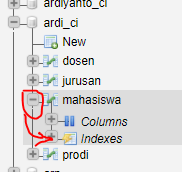 ardiyanto_ci
ardi_ci
New
dosen
jurusan
mahasiswa
Columns
Indexes
prodi